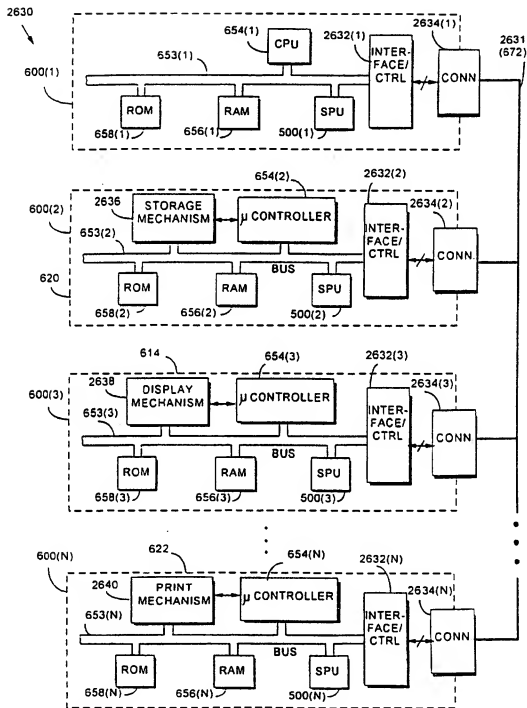 2630
654(1)
CPU
2632(1)
2634(1)
2631
(672)
653(1)
INTER-
FACE/
CTRL
CONN
600(1)
ROM
RAM
SPU
658(1)
656(1)
500(1)
600(2)
2636
STORAGE
MECHANISM
654(2)
μ CONTROLLER
2632(2)
2634(2)
653(2)
INTER-
FACE/
CTRL
CONN.
BUS
620
ROM
RAM
SPU
658(2)
656(2)
500(2)
614
600(3)
2638
DISPLAY
MECHANISM
654(3)
μ CONTROLLER
2632(3)
2634(3)
653(3)
INTER-
FACE/
CTRL
CONN
BUS
ROM
RAM
SPU
658(3)
656(3)
500(3)
600(N)
622
2640
PRINT
MECHANISM
654(N)
μ CONTROLLER
2632(N)
2634(N)
653(N)
INTER-
FACE/
CTRL
CONN
BUS
ROM
RAM
SPU
658(N)
656(N)
500(N)